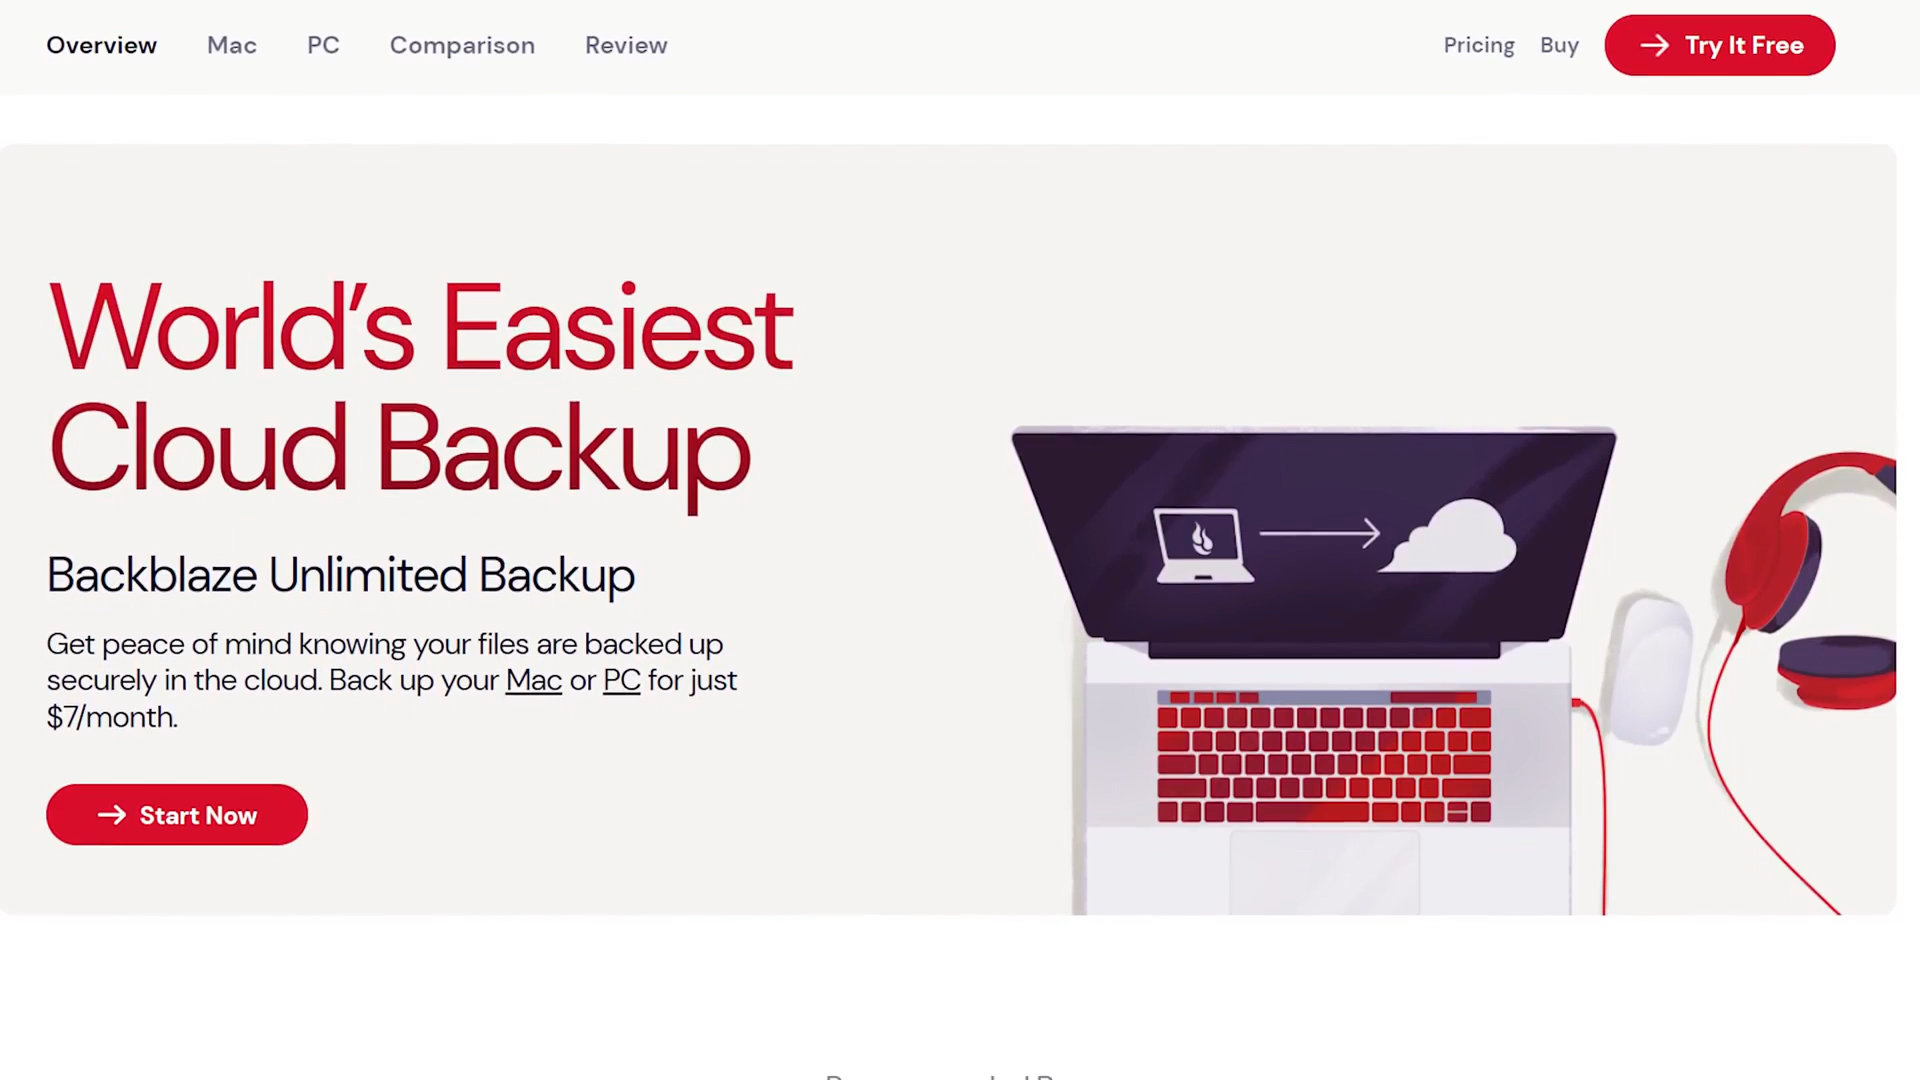 Overview Mac PC Comparison Review Pricing Buy Try It Free
World's Easiest
Cloud Backup
Backblaze Unlimited Backup
Get peace of mind knowing your files are backed up
securely in the cloud. Back up your Mac or PC for just
$7/month.
Start Now